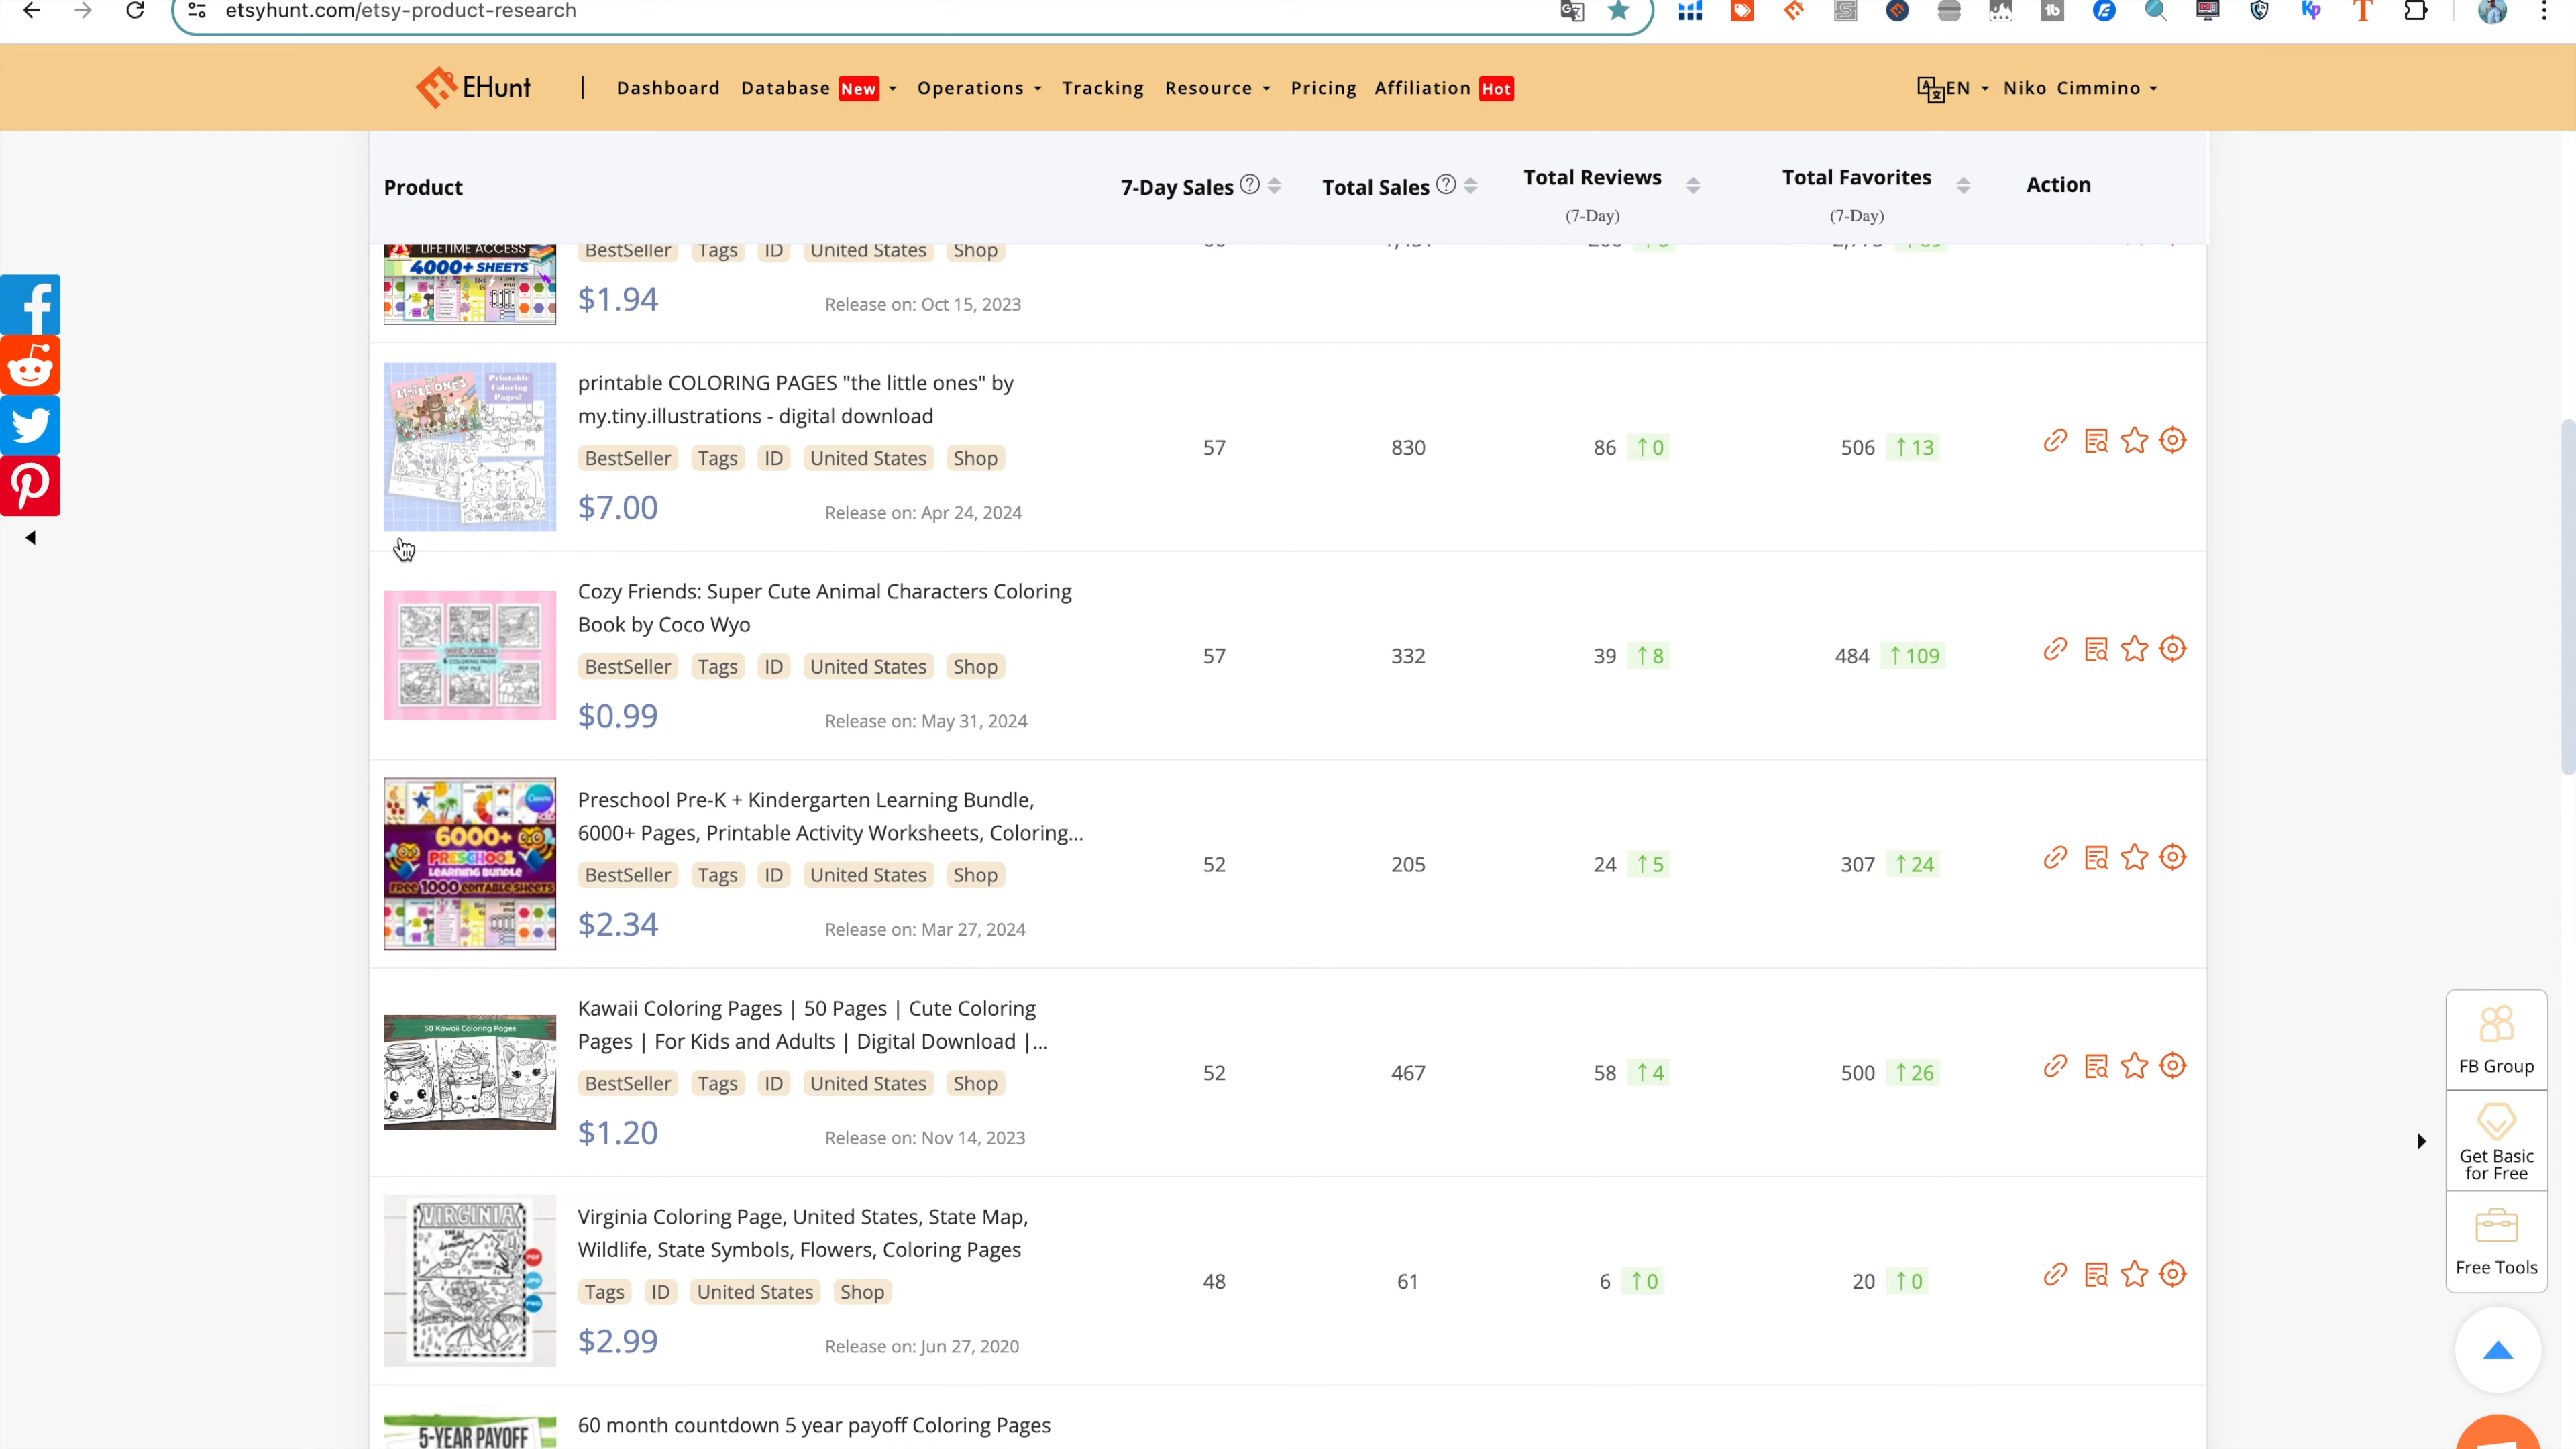 etsyhunt.com/etsy-product-research
EHunt
Dashboard Database New Operations Tracking Resource Pricing Affiliation Hot
EN Niko Cimmino
Product 7-Day Sales ? Total Sales ? Total Reviews (7-Day) Total Favorites (7-Day) Action
LIFETIME ACCESS
4000+ SHEETS
BestSeller Tags ID United States Shop
$1.94 Release on: Oct 15, 2023
LITTLE ONES
Printable
Coloring
Pages!
printable COLORING PAGES "the little ones" by
my.tiny.illustrations - digital download
BestSeller Tags ID United States Shop
57 830 86 ↑0 506 ↑13
$7.00 Release on: Apr 24, 2024
Cozy Friends: Super Cute Animal Characters Coloring
Book by Coco Wyo
BestSeller Tags ID United States Shop
57 332 39 ↑8 484 ↑109
$0.99 Release on: May 31, 2024
6000+
PRESCHOOL
LEARNING BUNDLE
FREE 1000 EDITABLE SHEETS
Preschool Pre-K + Kindergarten Learning Bundle,
6000+ Pages, Printable Activity Worksheets, Coloring...
BestSeller Tags ID United States Shop
52 205 24 ↑5 307 ↑24
$2.34 Release on: Mar 27, 2024
50 Kawaii Coloring Pages
Kawaii Coloring Pages | 50 Pages | Cute Coloring
Pages | For Kids and Adults | Digital Download |...
BestSeller Tags ID United States Shop
52 467 58 ↑4 500 ↑26
$1.20 Release on: Nov 14, 2023
VIRGINIA
PDF
JPG
PNG
Virginia Coloring Page, United States, State Map,
Wildlife, State Symbols, Flowers, Coloring Pages
Tags ID United States Shop
48 61 6 ↑0 20 ↑0
$2.99 Release on: Jun 27, 2020
5-YEAR PAYOFF
60 month countdown 5 year payoff Coloring Pages
FB Group
Get Basic
for Free
Free Tools